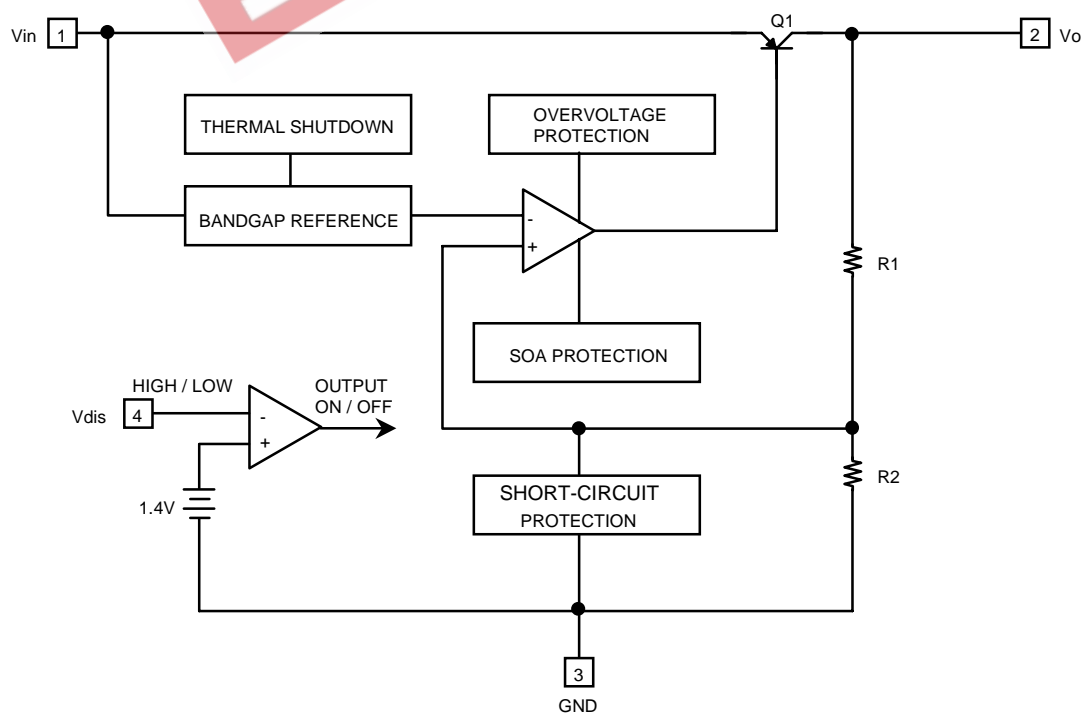 Q1
Vin 1
2 Vo
THERMAL SHUTDOWN
OVERVOLTAGE
PROTECTION
BANDGAP REFERENCE
-
+
R1
SOA PROTECTION
HIGH / LOW
OUTPUT
ON / OFF
Vdis 4
-
+
1.4V
SHORT-CIRCUIT
PROTECTION
R2
3
GND